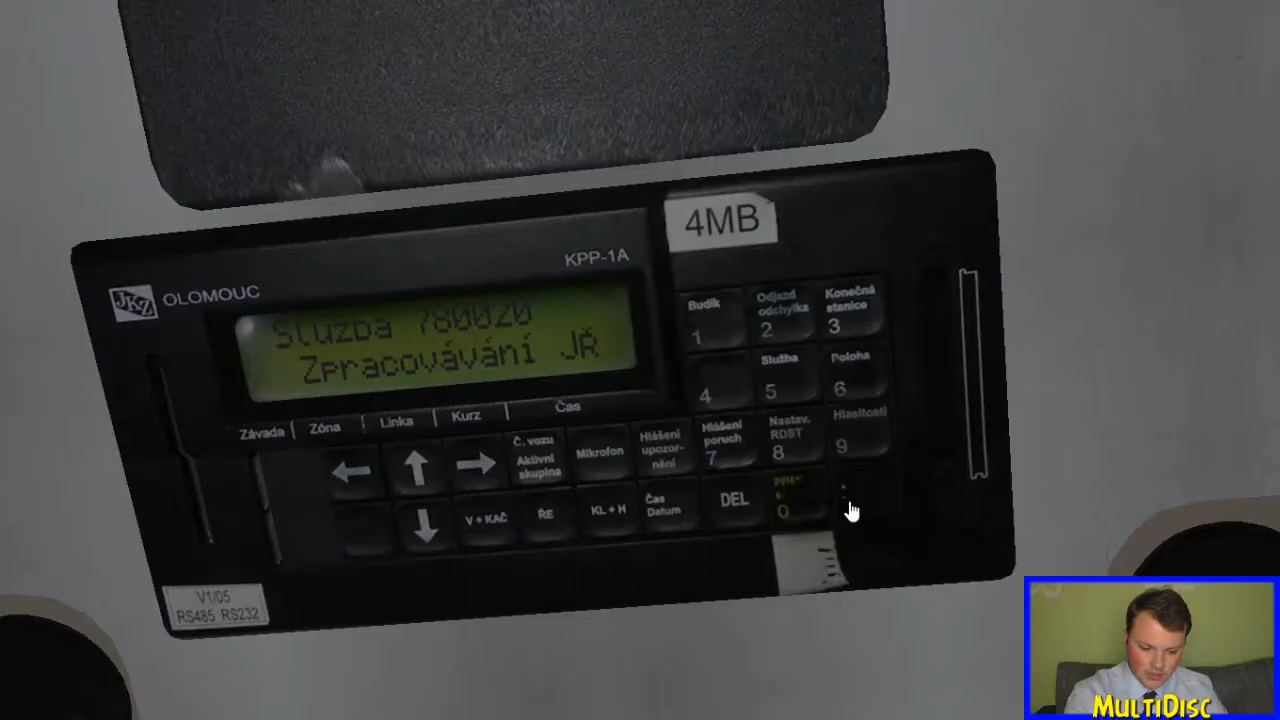 4MB
KPP-1A
JKZ OLOMOUC
Služba 780020
Zpracovávání JŘ
Závada
Zóna
Linka
Kurz
Čas
Budík
1
Odjezd
odchylka
2
Konečná
stanice
3
4
Služba
5
Poloha
6
Hlášení
poruch
7
Nastav.
RDST
8
Hlasitosti
9
Č. vozu
Aktivní
skupina
Mikrofon
Hlášení
upozor-
nění
V + KAČ
ŘE
KL + H
Čas
Datum
DEL
0
V1/05
RS485 RS232
MULTIDISC